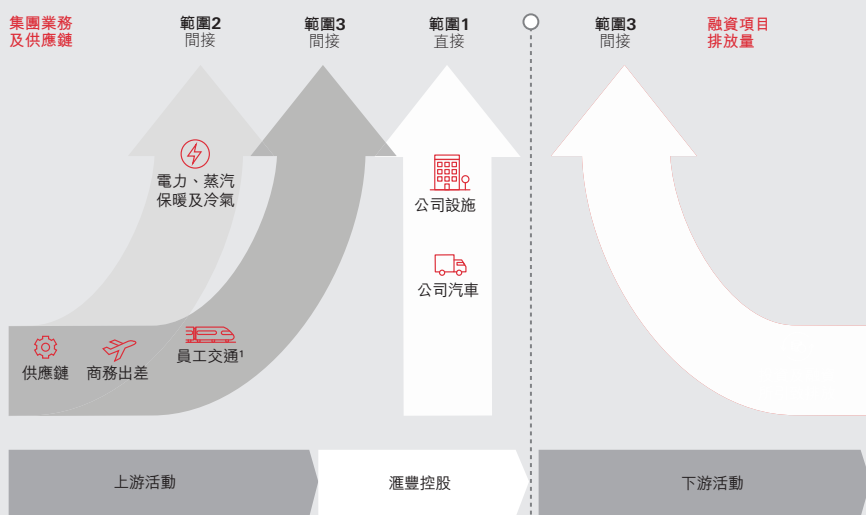 集團業務
及供應鏈
範圍2
間接
範圍3
間接
範圍1
直接
範圍3
間接
融資項目
排放量
電力、蒸汽
保暖及冷氣
公司設施
公司汽車
供應鏈
商務出差
員工交通¹
上游活動
滙豐控股
下游活動